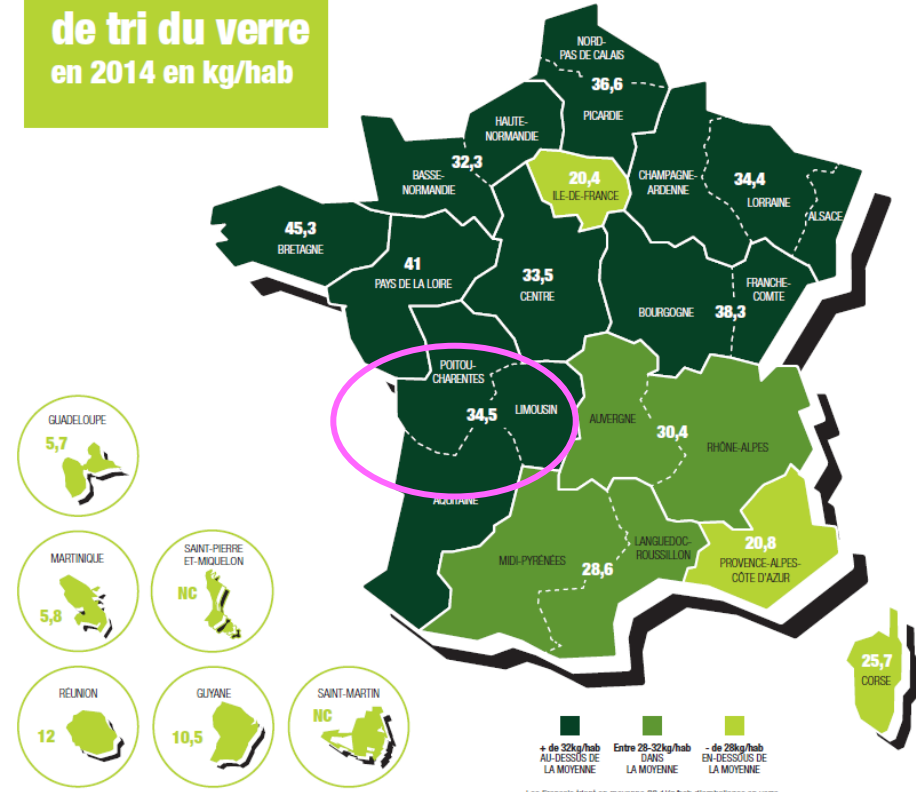 de tri du verre
en 2014 en kg/hab
NORD-
PAS DE CALAIS
36,6
PICARDIE
HAUTE-
NORMANDIE
32,3
BASSE-
NORMANDIE
20,4
ILE-DE-FRANCE
CHAMPAGNE-
ARDENNE
34,4
LORRAINE
ALSACE
45,3
BRETAGNE
41
PAYS DE LA LOIRE
33,5
CENTRE
BOURGOGNE
38,3
FRANCHE-
COMTE
POITOU-
CHARENTES
34,5
LIMOUSIN
AUVERGNE
30,4
RHÔNE-ALPES
AQUITAINE
MIDI-PYRÉNÉES
28,6
LANGUEDOC-
ROUSSILLON
20,8
PROVENCE-ALPES-
CÔTE D'AZUR
25,7
CORSE
GUADELOUPE
5,7
MARTINIQUE
5,8
SAINT-PIERRE
ET-MIQUELON
NC
RÉUNION
12
GUYANE
10,5
SAINT-MARTIN
NC
+ de 32kg/hab
AU-DESSUS DE
LA MOYENNE
Entre 28-32kg/hab
DANS
LA MOYENNE
- de 28kg/hab
EN-DESSOUS DE
LA MOYENNE